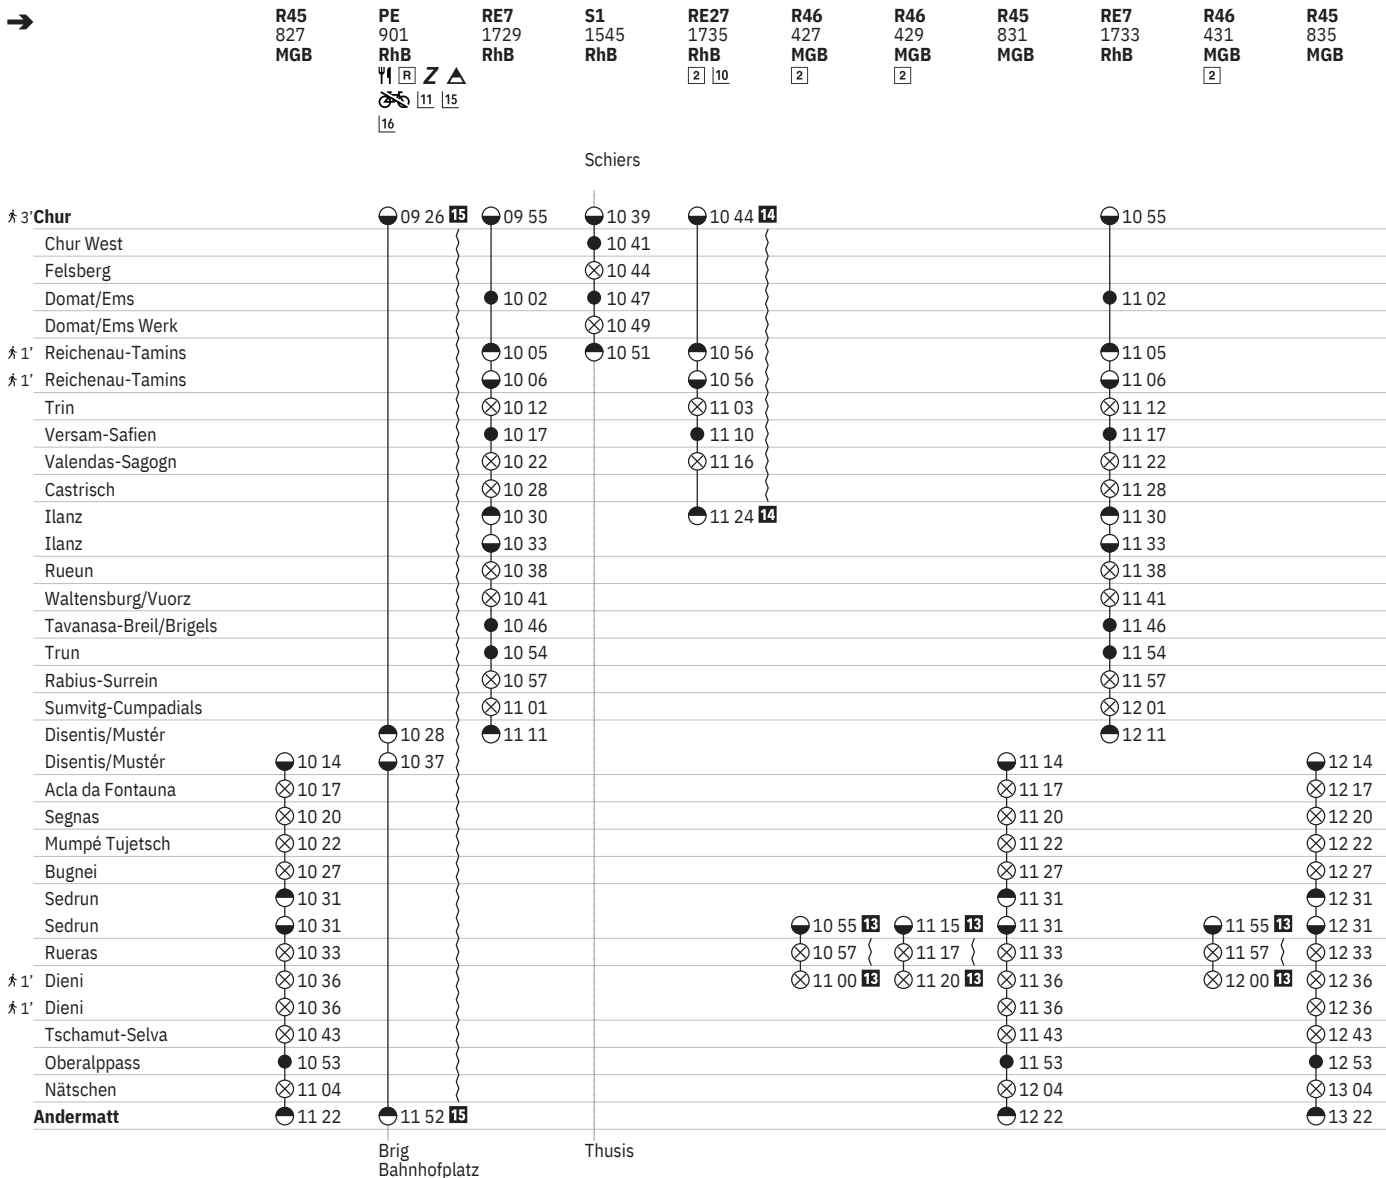 R45 PE RE7 S1 RE27 R46 R46 R45 RE7 R46 R45
827 901 1729 1545 1735 427 429 831 1733 431 835
MGB RhB RhB RhB RhB MGB MGB MGB RhB MGB MGB
R Z 2 10 2 2 2
11 15
16
Schiers
3' Chur 09 26 15 09 55 10 39 10 44 14 10 55
Chur West 10 41
Felsberg 10 44
Domat/Ems 10 02 10 47 11 02
Domat/Ems Werk 10 49
1' Reichenau-Tamins 10 05 10 51 10 56 11 05
1' Reichenau-Tamins 10 06 10 56 11 06
Trin 10 12 11 03 11 12
Versam-Safien 10 17 11 10 11 17
Valendas-Sagogn 10 22 11 16 11 22
Castrisch 10 28 11 28
Ilanz 10 30 11 24 14 11 30
Ilanz 10 33 11 33
Rueun 10 38 11 38
Waltensburg/Vuorz 10 41 11 41
Tavanasa-Breil/Brigels 10 46 11 46
Trun 10 54 11 54
Rabius-Surrein 10 57 11 57
Sumvitg-Cumpadials 11 01 12 01
Disentis/Mustér 10 28 11 11 12 11
Disentis/Mustér 10 14 10 37 11 14 12 14
Acla da Fontauna 10 17 11 17 12 17
Segnas 10 20 11 20 12 20
Mumpé Tujetsch 10 22 11 22 12 22
Bugnei 10 27 11 27 12 27
Sedrun 10 31 11 31 12 31
Sedrun 10 31 10 55 13 11 15 13 11 31 11 55 13 12 31
Rueras 10 33 10 57 11 17 11 33 11 57 12 33
1' Dieni 10 36 11 00 13 11 20 13 11 36 12 00 13 12 36
1' Dieni 10 36 11 36 12 36
Tschamut-Selva 10 43 11 43 12 43
Oberalppass 10 53 11 53 12 53
Nätschen 11 04 12 04 13 04
Andermatt 11 22 11 52 15 12 22 13 22
Brig Thusis
Bahnhofplatz